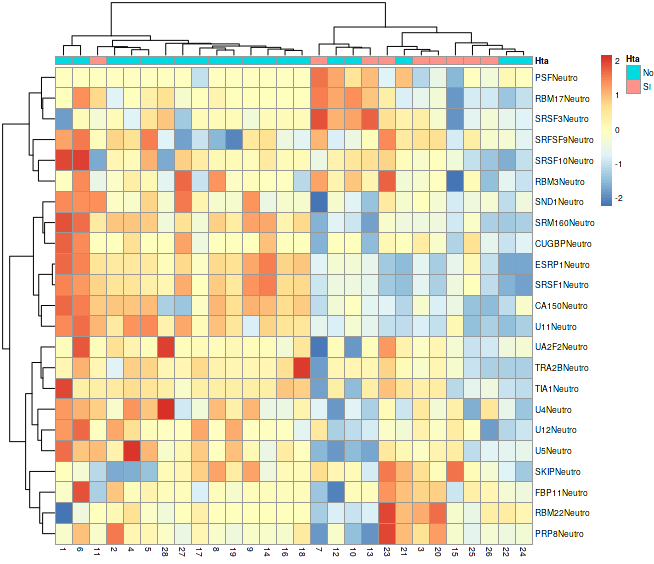 Hta
PSFNeutro
RBM17Neutro
SRSF3Neutro
SRFSF9Neutro
SRSF10Neutro
RBM3Neutro
SND1Neutro
SRM160Neutro
CUGBPNeutro
ESRP1Neutro
SRSF1Neutro
CA150Neutro
U11Neutro
UA2F2Neutro
TRA2BNeutro
TIA1Neutro
U4Neutro
U12Neutro
U5Neutro
SKIPNeutro
FBP11Neutro
RBM22Neutro
PRP8Neutro
1 6 11 2 4 5 28 27 17 8 19 9 14 16 18 7 12 10 13 23 21 3 20 15 25 26 22 24
2
1
0
-1
-2
Hta
No
SI